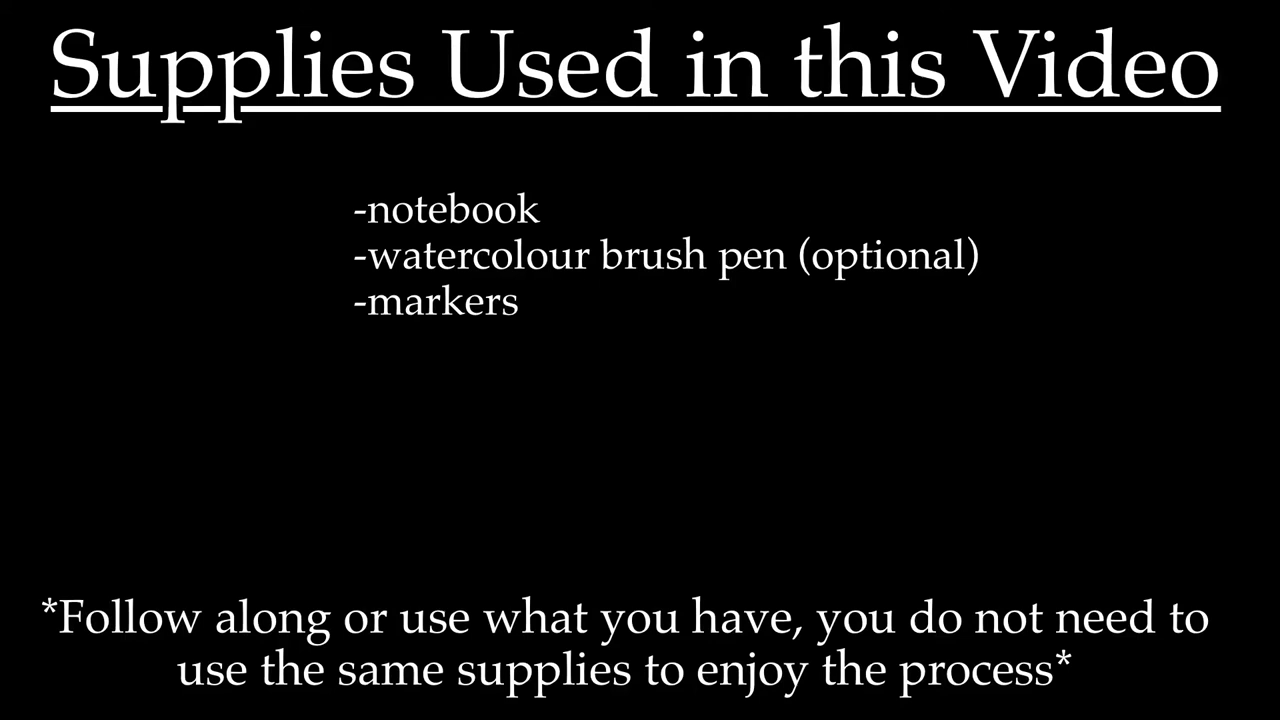 Supplies Used in this Video
-notebook
-watercolour brush pen (optional)
-markers
*Follow along or use what you have, you do not need to
use the same supplies to enjoy the process*